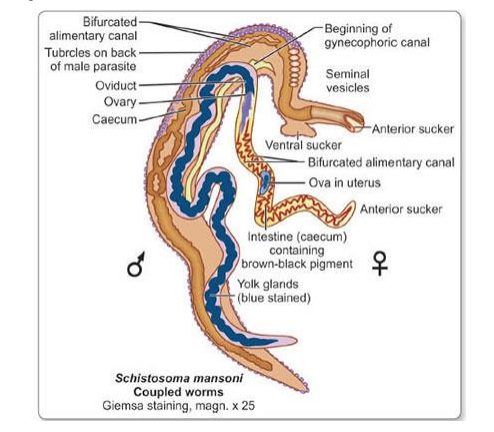 Bifurcated
alimentary canal
Tubrcles on back
of male parasite
Oviduct
Ovary
Caecum
Beginning of
gynecophoric canal
Seminal
vesicles
Anterior sucker
Ventral sucker
Bifurcated alimentary canal
Ova in uterus
Anterior sucker
Intestine (caecum)
containing
brown-black pigment
Yolk glands
(blue stained)
♂
♀
Schistosoma mansoni
Coupled worms
Giemsa staining, magn. x 25